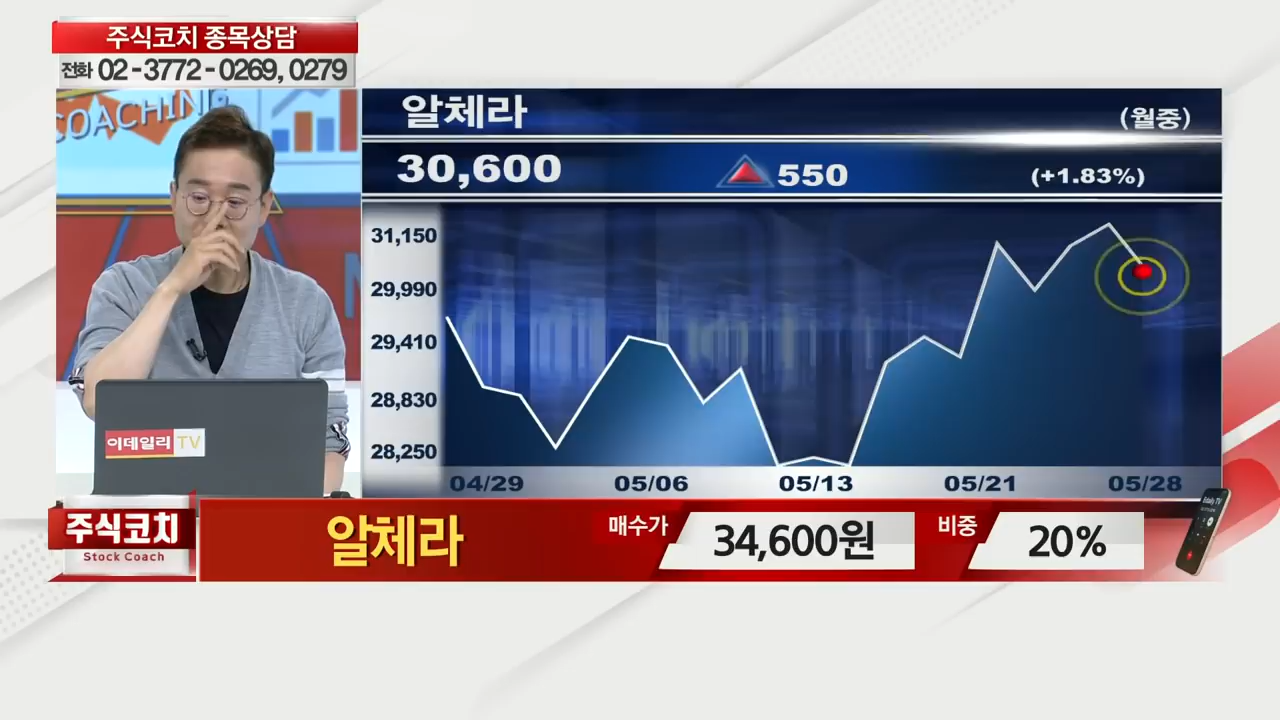 주식코치 종목상담
전화 02-3772-0269, 0279
COACHING
알체라 (월중)
30,600 ▲ 550 (+1.83%)
31,150
29,990
29,410
28,830
28,250
04/29 05/06 05/13 05/21 05/28
이데일리 TV
주식코치
Stock Coach
알체라 매수가 34,600원 비중 20%
Edaily TV